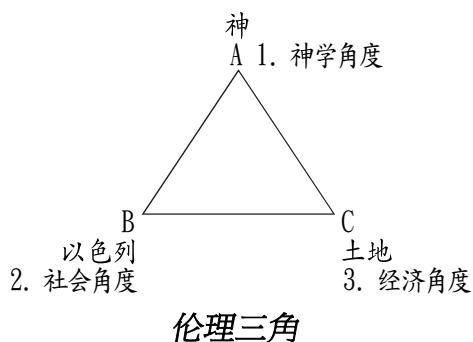 神
A 1. 神学角度
B C
以色列 土地
2. 社会角度 3. 经济角度
伦理三角